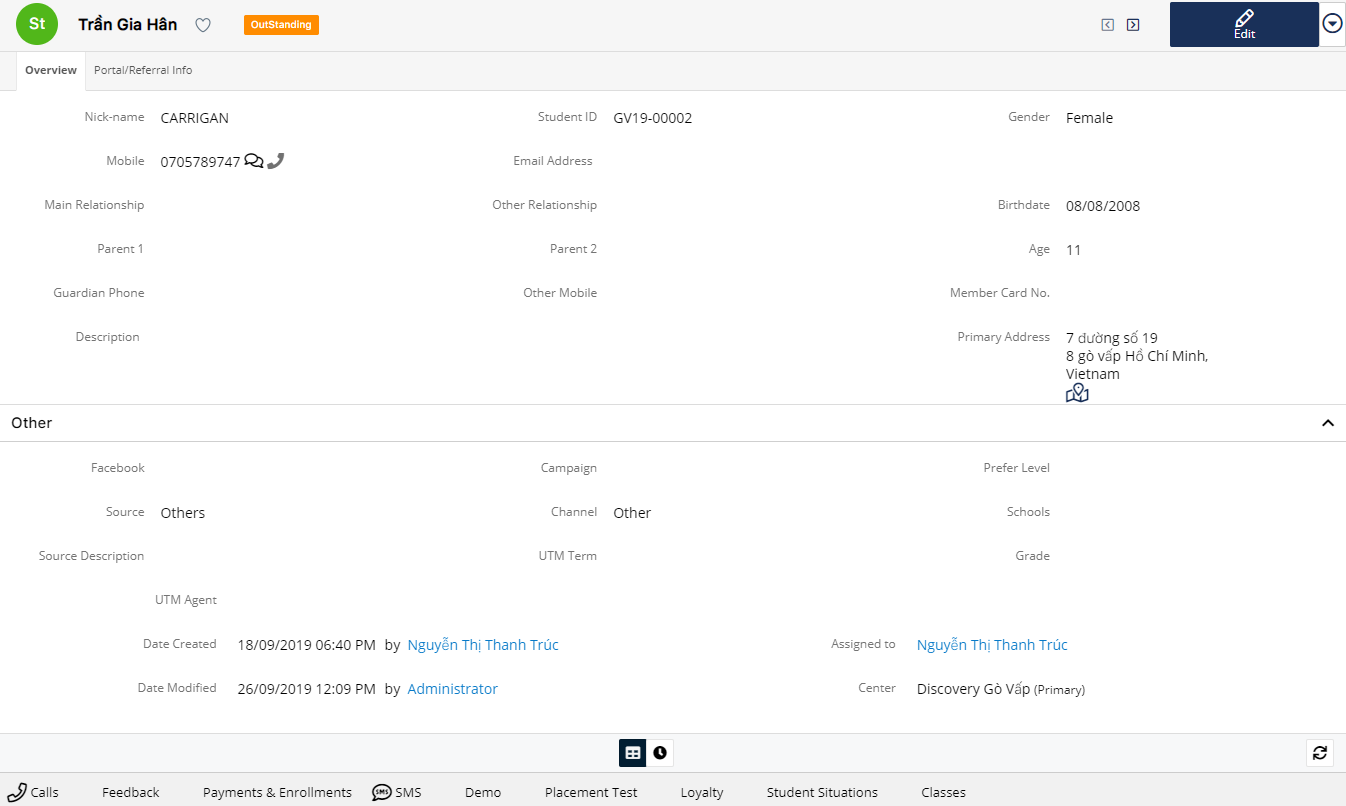 St Trần Gia Hân OutStanding Edit
Overview Portal/Referral Info
Nick-name CARRIGAN Student ID GV19-00002 Gender Female
Mobile 0705789747 Email Address
Main Relationship Other Relationship Birthdate 08/08/2008
Parent 1 Parent 2 Age 11
Guardian Phone Other Mobile Member Card No.
Description Primary Address 7 đường số 19
8 gò vấp Hồ Chí Minh,
Vietnam
Other
Facebook Campaign Prefer Level
Source Others Channel Other Schools
Source Description UTM Term Grade
UTM Agent
Date Created 18/09/2019 06:40 PM by Nguyễn Thị Thanh Trúc Assigned to Nguyễn Thị Thanh Trúc
Date Modified 26/09/2019 12:09 PM by Administrator Center Discovery Gò Vấp (Primary)
Calls Feedback Payments & Enrollments SMS SMS Demo Placement Test Loyalty Student Situations Classes